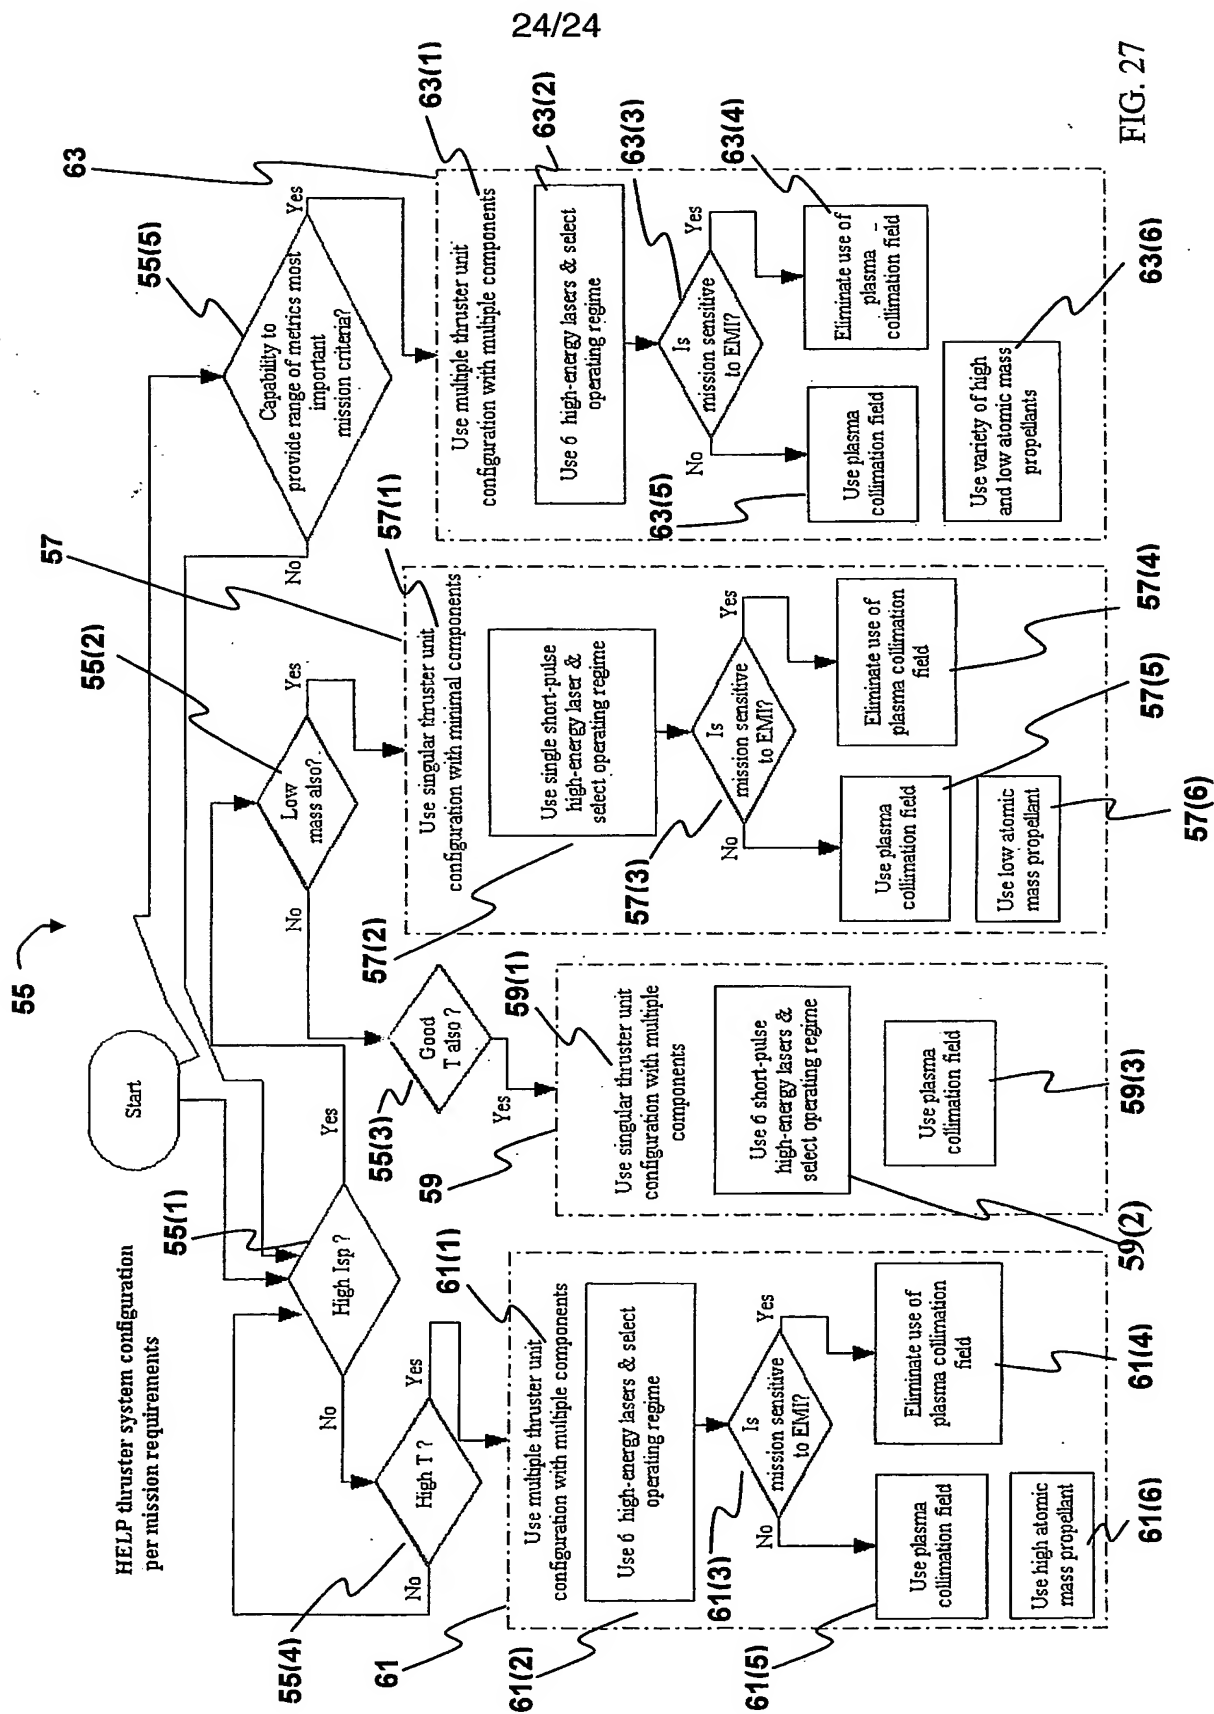 24/24
HELP thruster system configuration
per mission requirements
55
Start
55(1)
High Isp ?
Yes
No
55(4)
High T ?
Yes
No
55(2)
Low
mass also?
Yes
No
55(3)
Good
T also ?
Yes
55(5)
Capability to
provide range of metrics most
important
mission criteria?
Yes
No
61
61(1)
Use multiple thruster unit
configuration with multiple components
61(2)
Use 6 high-energy lasers & select
operating regime
61(3)
Is
mission sensitive
to EMI?
Yes
No
61(4)
Eliminate use of
plasma collimation
field
61(5)
Use plasma
collimation field
61(6)
Use high atomic
mass propellant
59
59(1)
Use singular thruster unit
configuration with multiple
components
59(2)
Use 6 short-pulse
high-energy lasers &
select operating regime
59(3)
Use plasma
collimation field
57
57(1)
Use singular thruster unit
configuration with minimal components
57(2)
Use single short-pulse
high-energy laser &
select operating regime
57(3)
Is
mission sensitive
to EMI?
Yes
No
57(4)
Eliminate use of
plasma collimation
field
57(5)
Use plasma
collimation field
57(6)
Use low atomic
mass propellant
63
63(1)
Use multiple thruster unit
configuration with multiple components
63(2)
Use 6 high-energy lasers & select
operating regime
63(3)
Is
mission sensitive
to EMI?
Yes
No
63(4)
Eliminate use of
plasma
collimation field
63(5)
Use plasma
collimation field
63(6)
Use variety of high
and low atomic mass
propellants
FIG. 27